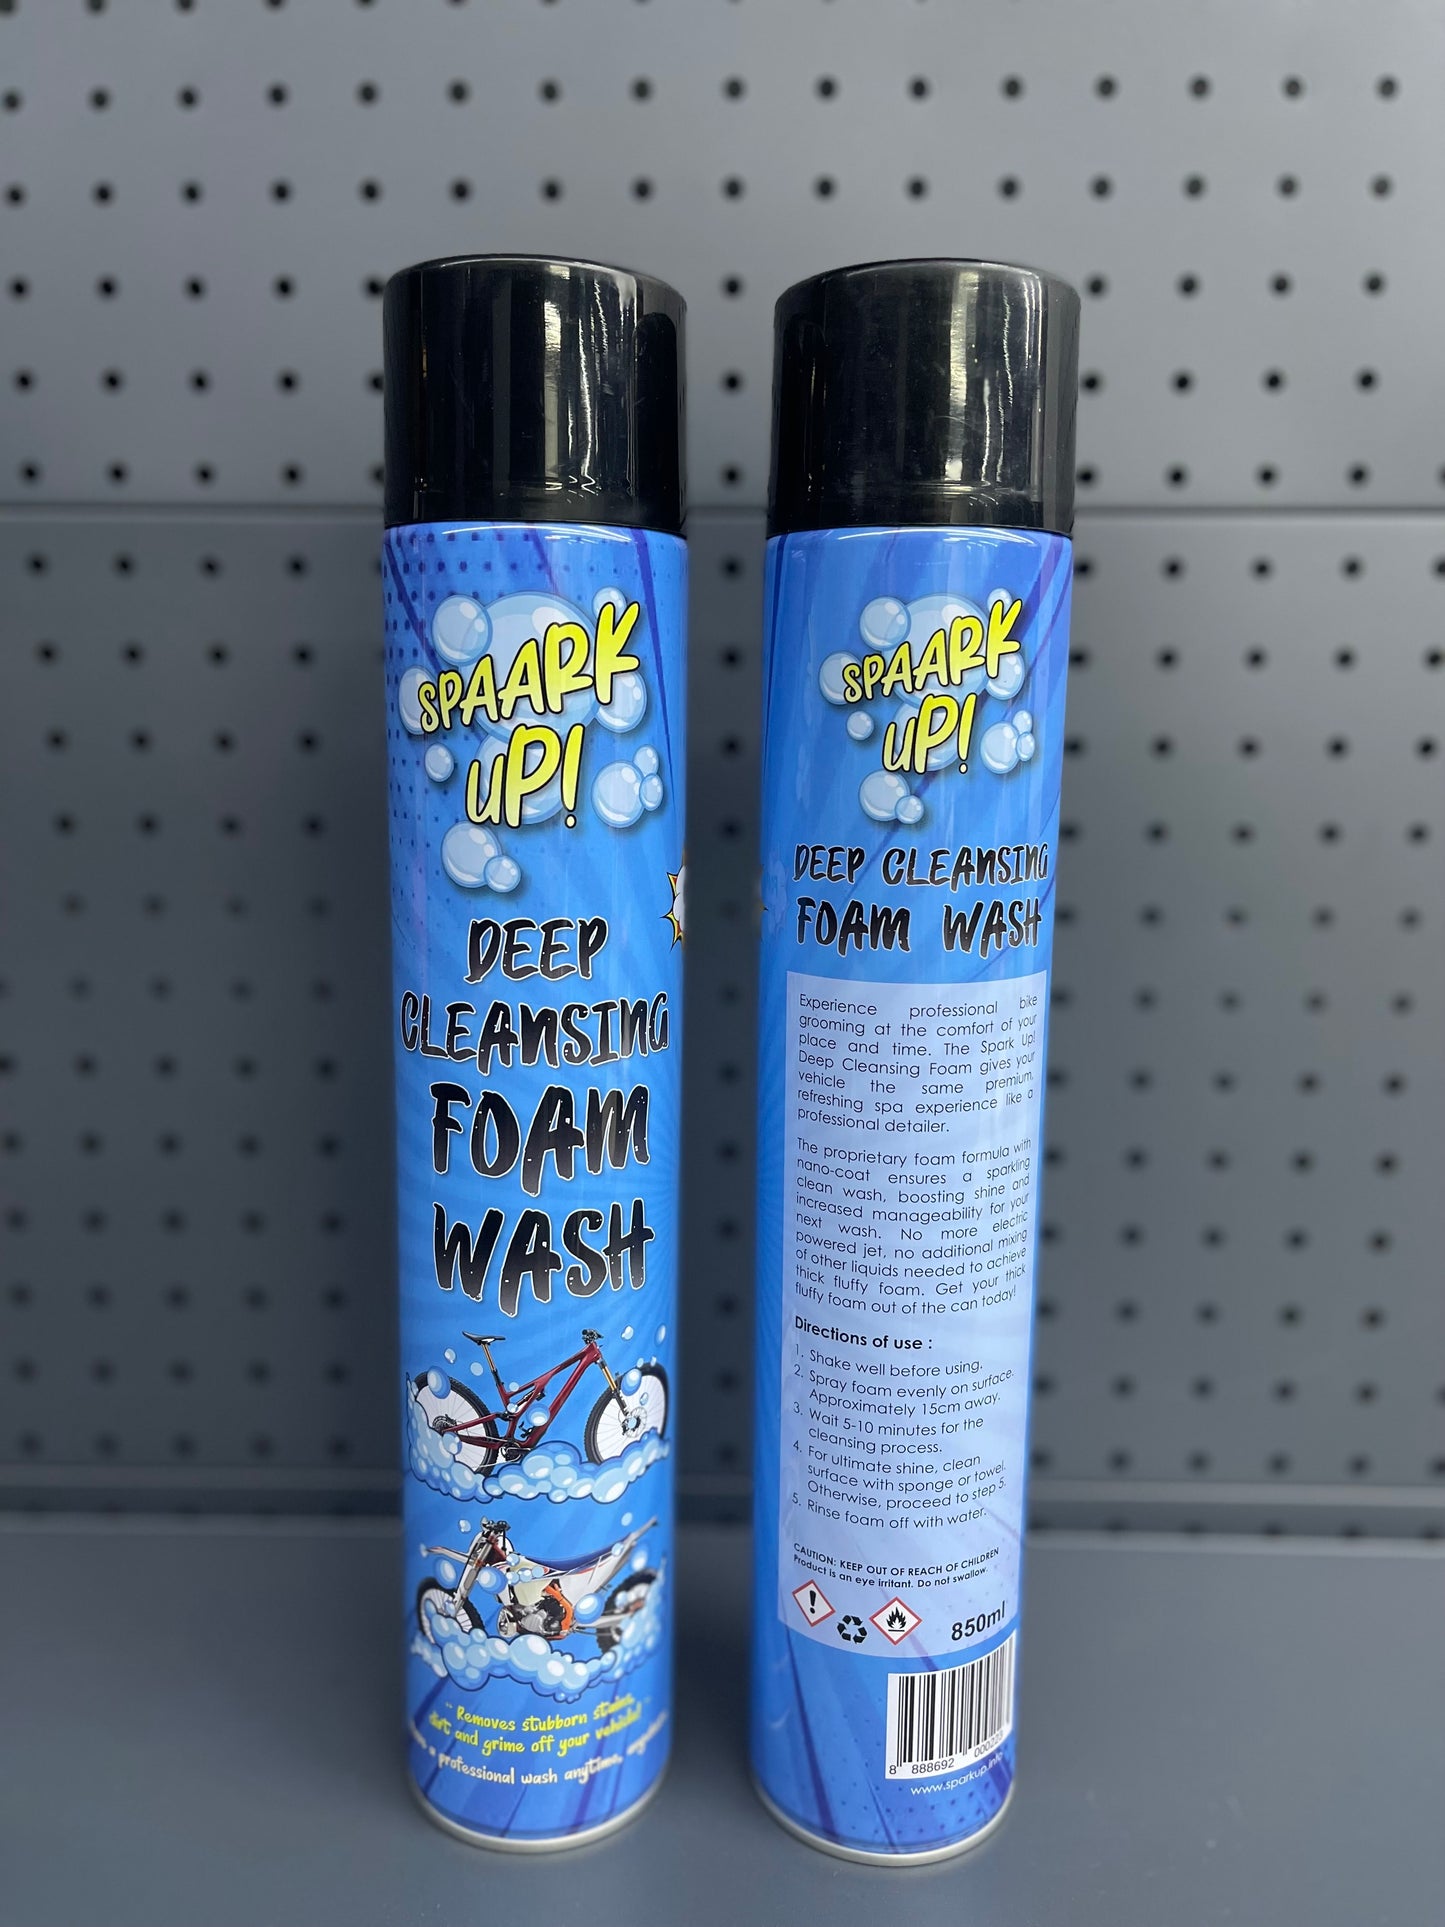 SPAARK
UP!
DEEP
CLEANSING
FOAM
WASH
Removes stubborn stains,
dirt and grime off your vehicle!
a professional wash anytime,
SPAARK
UP!
DEEP CLEANSING
FOAM WASH
Experience professional bike
grooming at the comfort of your
place and time. The Spark Up!
Deep Cleansing Foam gives your
vehicle the same premium,
refreshing spa experience like a
professional detailer.
The proprietary foam formula with
nano-coat ensures a sparkling
clean wash, boosting shine and
increased manageability for your
next wash. No more electric
powered jet, no additional mixing
of other liquids needed to achieve
thick fluffy foam. Get your thick
fluffy foam out of the can today!
Directions of use :
1. Shake well before using.
2. Spray foam evenly on surface.
Approximately 15cm away.
3. Wait 5-10 minutes for the
cleansing process.
4. For ultimate shine, clean
surface with sponge or towel.
Otherwise, proceed to step 5.
5. Rinse foam off with water.
CAUTION: KEEP OUT OF REACH OF CHILDREN
Product is an eye irritant. Do not swallow.
850ml
8 888692 000220
www.sparkup.info